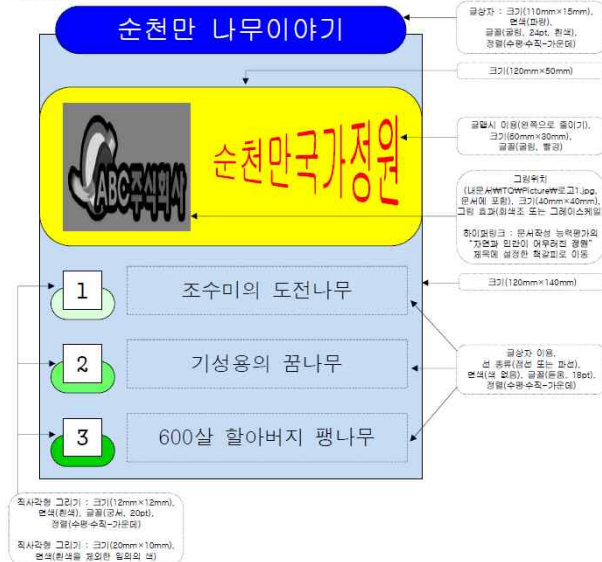 순천만 나무이야기
글상자 : 크기(110mm×15mm),
면색(파랑),
글꼴(굴림, 24pt, 흰색),
정렬(수평·수직-가운데)
크기(120mm×50mm)
ABC주식회사
순천만국가정원
글맵시 이용(왼쪽으로 줄이기),
크기(60mm×30mm),
글꼴(굴림, 빨강)
그림위치
(내문서₩ITQ₩Picture₩로고1.jpg,
문서에 포함), 크기(40mm×40mm),
그림 효과(회색조 또는 그레이스케일)
하이퍼링크 : 문서작성 능력평가의
"자연과 인간이 어우러진 정원"
제목에 설정한 책갈피로 이동
크기(120mm×140mm)
1 조수미의 도전나무
2 기성용의 꿈나무
3 600살 할아버지 팽나무
글상자 이용,
선 종류(점선 또는 파선),
면색(색 없음), 글꼴(돋움, 18pt),
정렬(수평·수직-가운데)
직사각형 그리기 : 크기(12mm×12mm),
면색(흰색), 글꼴(궁서, 20pt),
정렬(수평·수직-가운데)
직사각형 그리기 : 크기(20mm×10mm),
면색(흰색을 제외한 임의의 색)